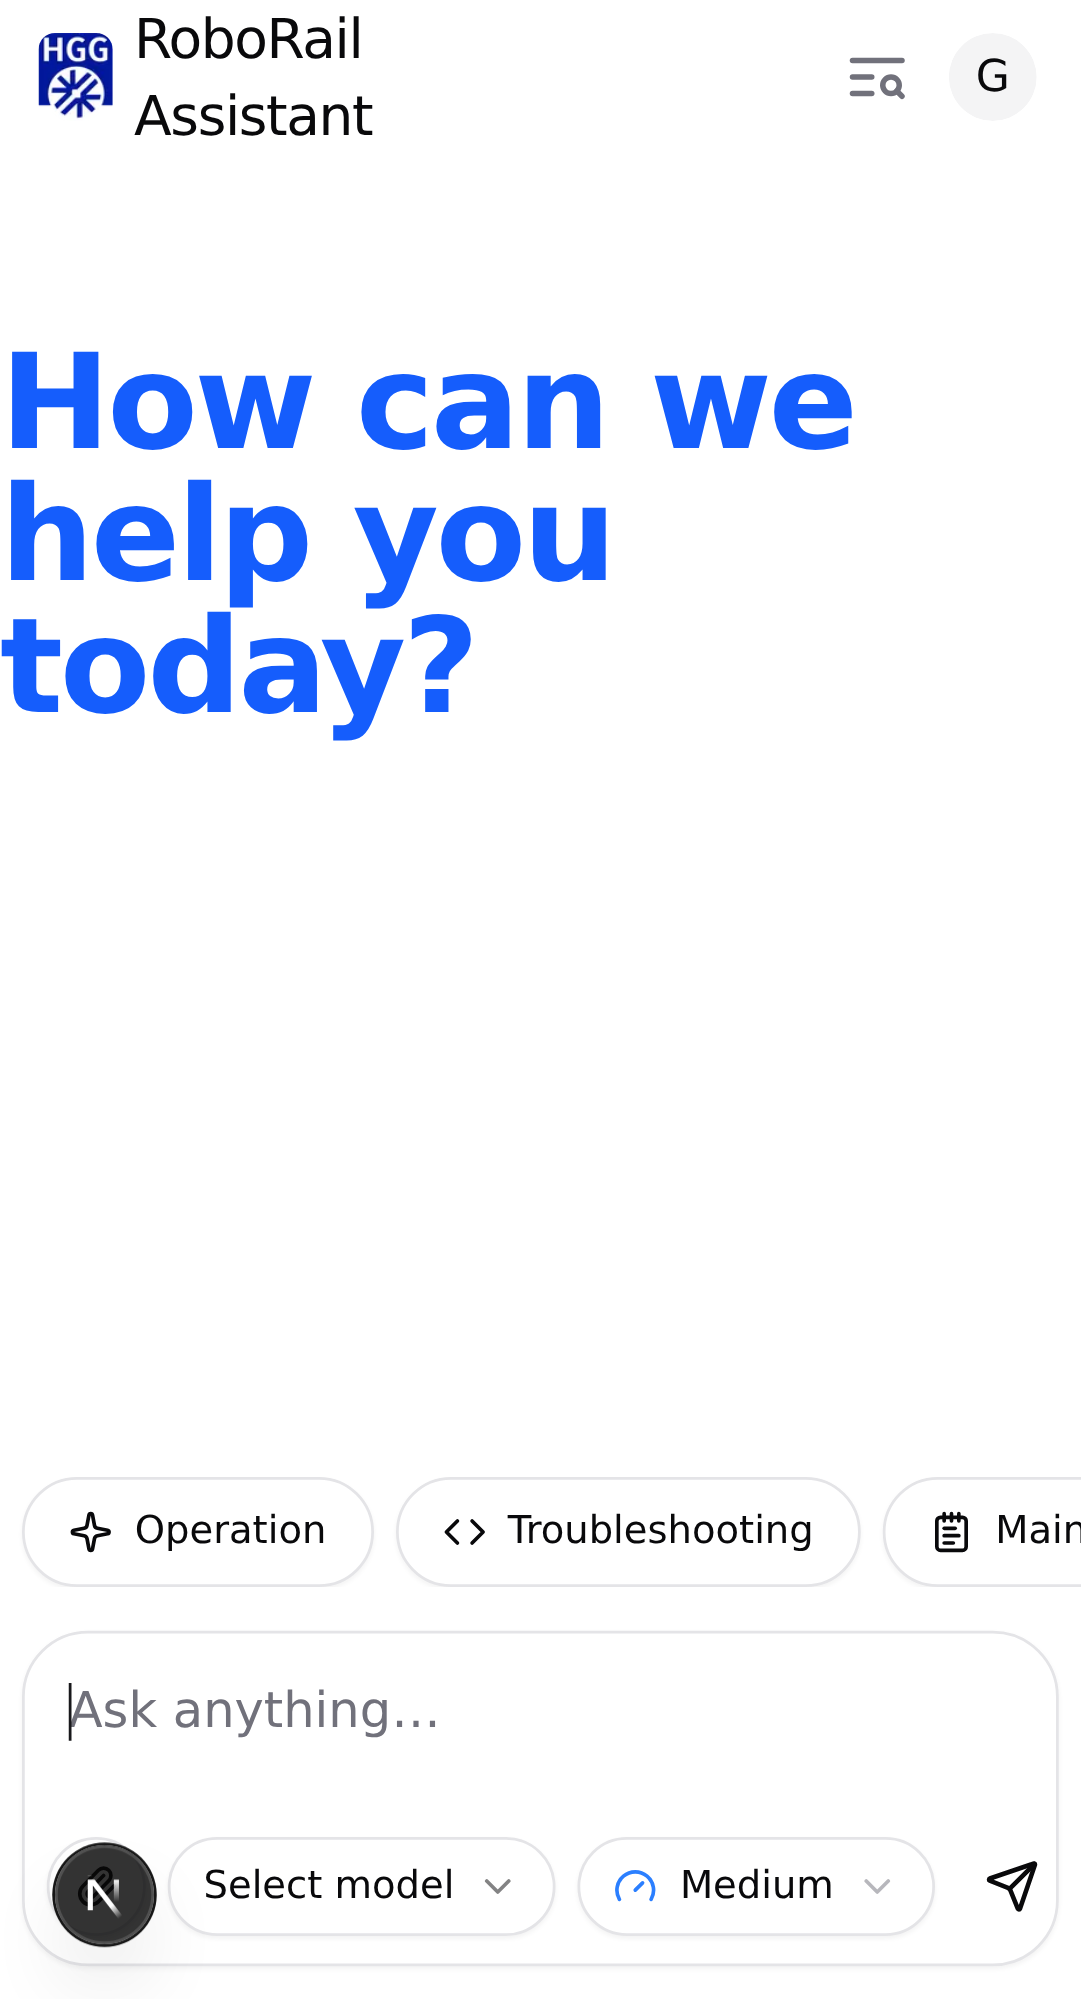 HGG
RoboRail
Assistant
G
How can we
help you
today?
Operation
Troubleshooting
Main
Ask anything...
N
Select model
Medium